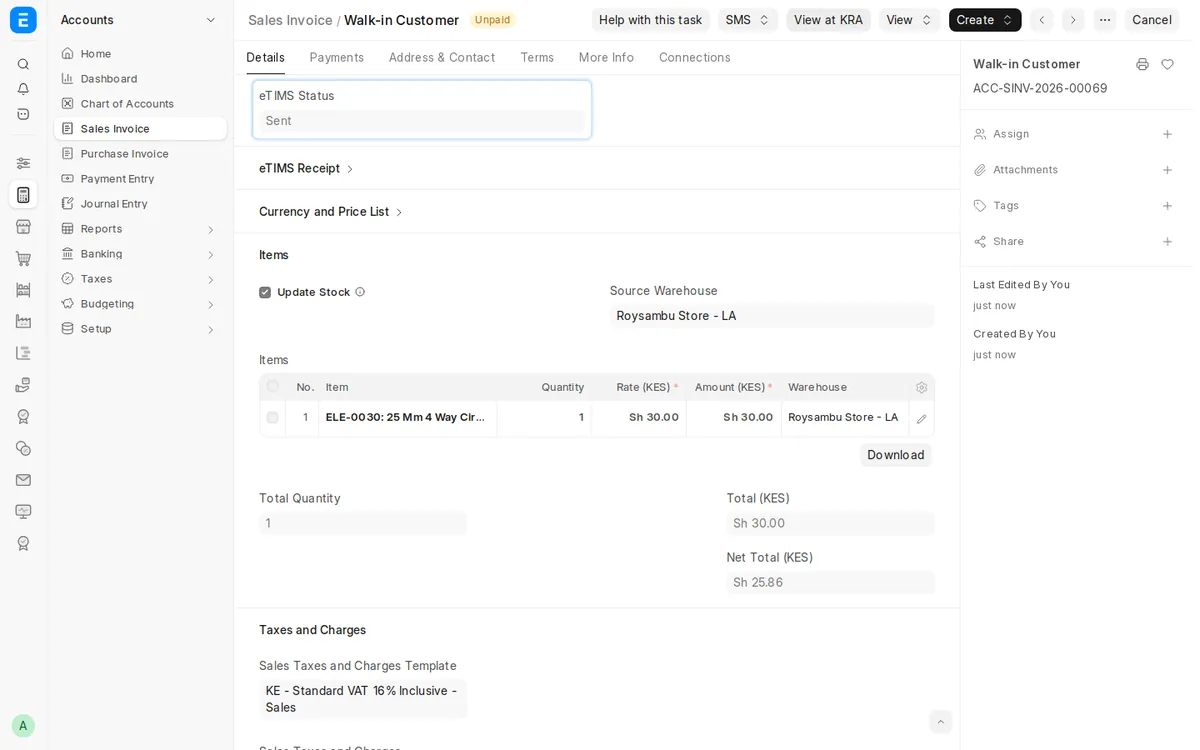 Accounts
Home
Dashboard
Chart of Accounts
Sales Invoice
Purchase Invoice
Payment Entry
Journal Entry
Reports
Banking
Taxes
Budgeting
Setup
A
Sales Invoice / Walk-in Customer Unpaid
Help with this task SMS View at KRA View Create ... Cancel
Details Payments Address & Contact Terms More Info Connections
eTIMS Status
Sent
eTIMS Receipt
Currency and Price List
Items
Update Stock
Source Warehouse
Roysambu Store - LA
Items
No. Item Quantity Rate (KES) * Amount (KES) * Warehouse
1 ELE-0030: 25 Mm 4 Way Cir... 1 Sh 30.00 Sh 30.00 Roysambu Store - LA
Download
Total Quantity
1
Total (KES)
Sh 30.00
Net Total (KES)
Sh 25.86
Taxes and Charges
Sales Taxes and Charges Template
KE - Standard VAT 16% Inclusive -
Sales
Sales Taxes and Charges
Walk-in Customer
ACC-SINV-2026-00069
Assign
Attachments
Tags
Share
Last Edited By You
just now
Created By You
just now